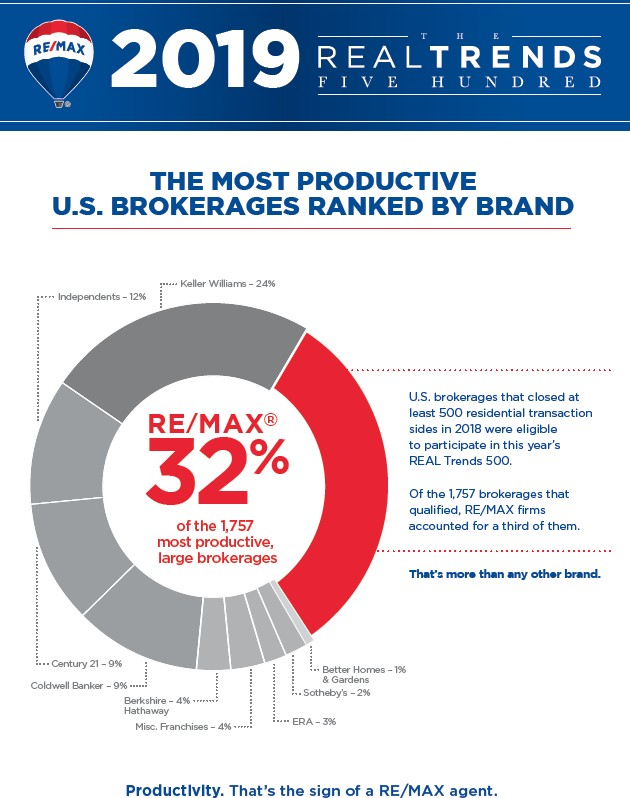 RE/MAX
®
2019
THE
REALTRENDS
FIVE HUNDRED
THE MOST PRODUCTIVE
U.S. BROKERAGES RANKED BY BRAND
Keller Williams – 24%
Independents – 12%
RE/MAX®
32%
of the 1,757
most productive,
large brokerages
U.S. brokerages that closed at
least 500 residential transaction
sides in 2018 were eligible
to participate in this year's
REAL Trends 500.
Of the 1,757 brokerages that
qualified, RE/MAX firms
accounted for a third of them.
That's more than any other brand.
Century 21 – 9%
Coldwell Banker – 9%
Berkshire – 4%
Hathaway
Misc. Franchises – 4%
ERA – 3%
Sotheby's – 2%
Better Homes – 1%
& Gardens
Productivity. That's the sign of a RE/MAX agent.